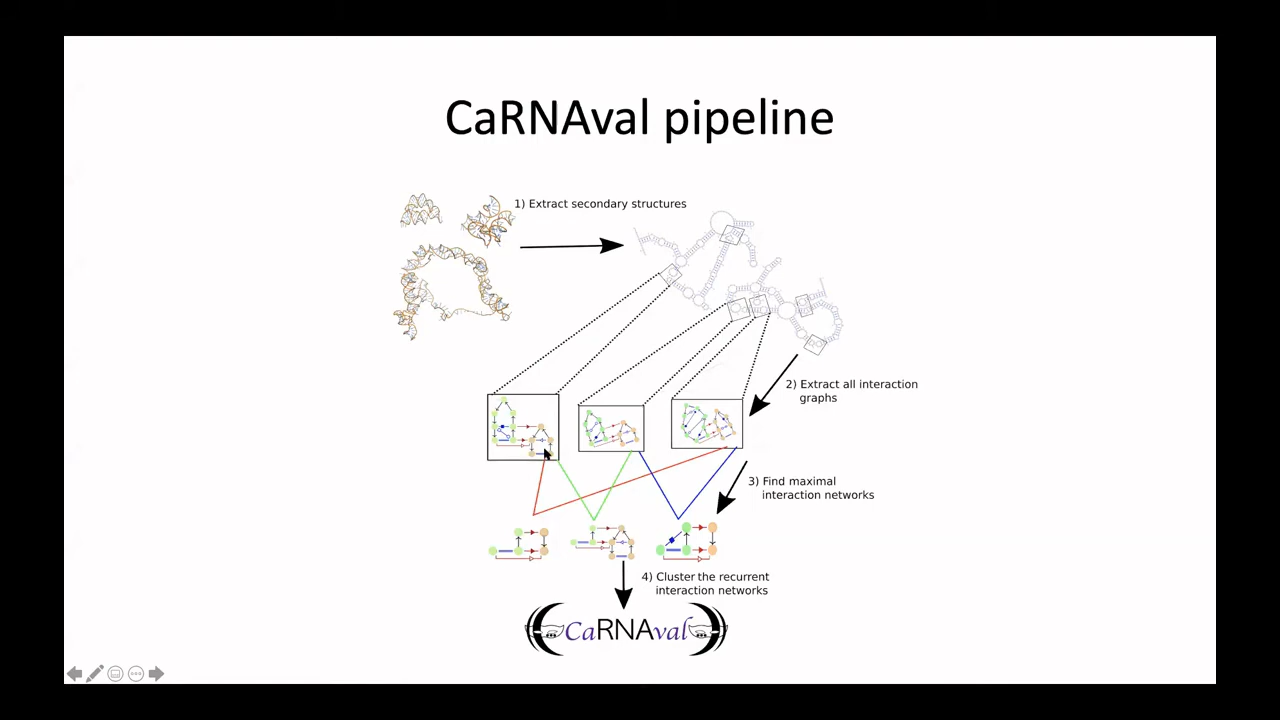 CaRNAval pipeline
1) Extract secondary structures
2) Extract all interaction
graphs
3) Find maximal
interaction networks
4) Cluster the recurrent
interaction networks
CaRNAval